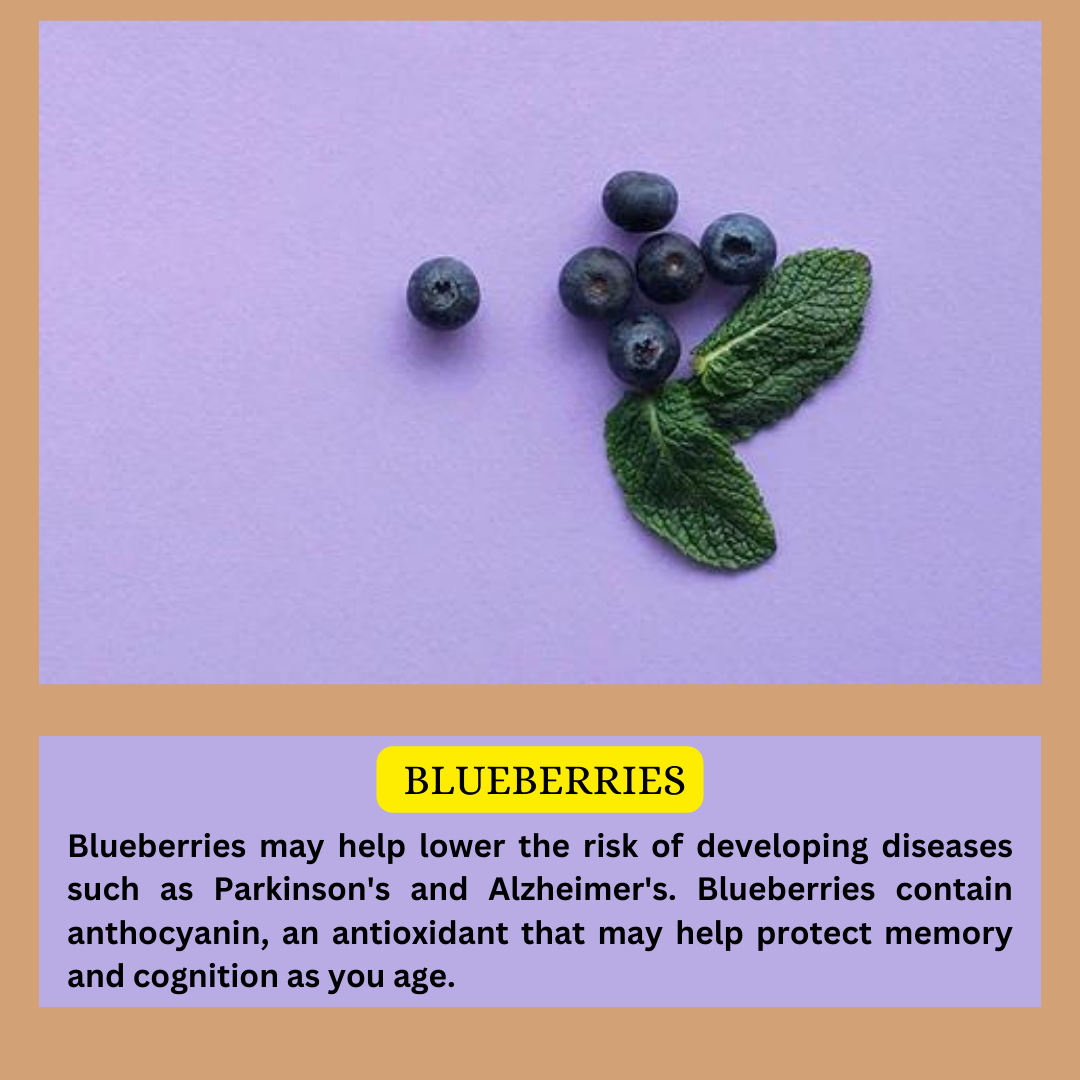 BLUEBERRIES
Blueberries may help lower the risk of developing diseases
such as Parkinson's and Alzheimer's. Blueberries contain
anthocyanin, an antioxidant that may help protect memory
and cognition as you age.